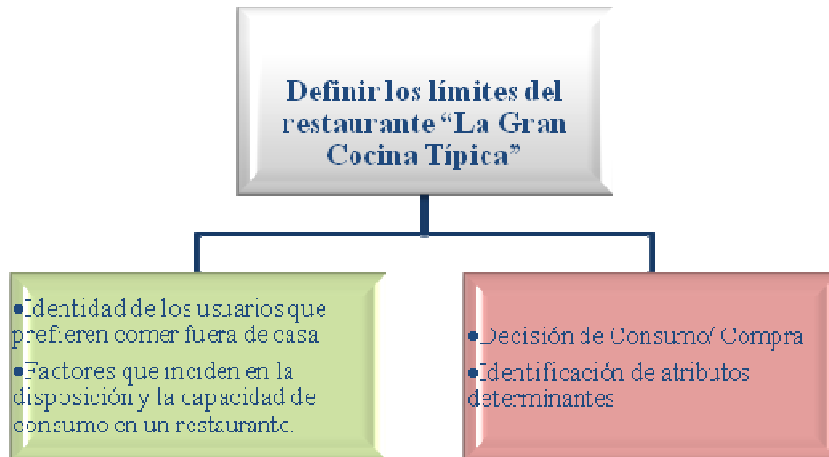 Definir los límites del
restaurante “La Gran
Cocina Típica”
•Identidad de los usuarios que
prefieren comer fuera de casa
•Factores que inciden en la
disposición y la capacidad de
consumo en un restaurante.
•Decisión de Consumo/ Compra
•Identificación de atributos
determinantes